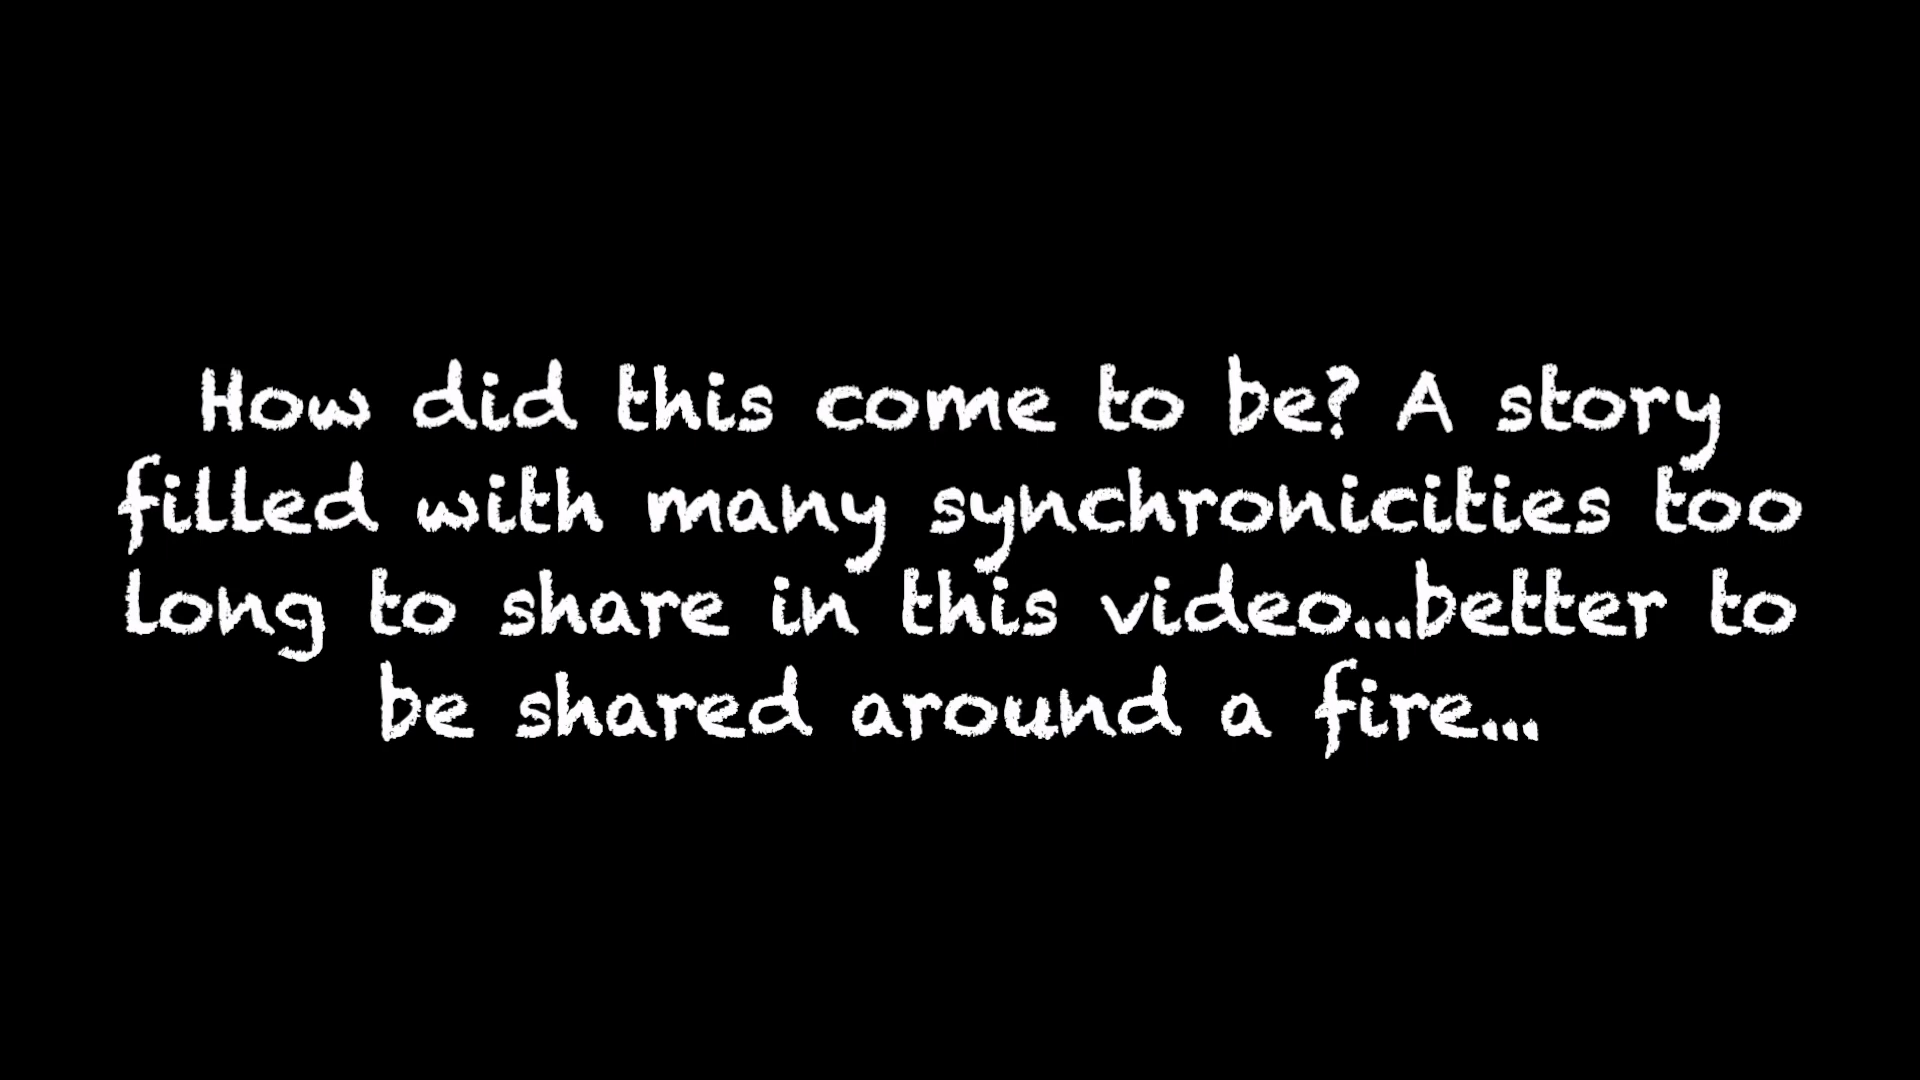 How did this come to be? A story
filled with many synchronicities too
long to share in this video...better to
be shared around a fire...